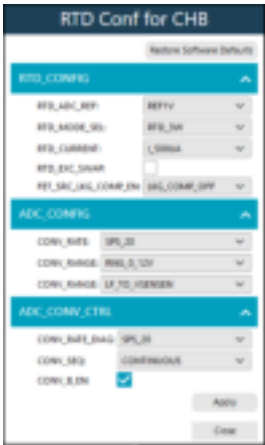 RTD Conf for CHB
Restore Software Defaults
RTD_CONFIG
RTD_ADC_REF: REF1V
RTD_MODE_SEL: RTD_3W
RTD_CURRENT:
RTD_EXC_SWAP
ADC_CONFIG
CONV_RATE: SPS_20
CONV_RANGE:
CONV_RANGE:
ADC_CONV_CTRL
CONV_RATE_DIAG: SPS_20
CONV_SEQ: CONTINUOUS
CONV_B_EN:
Apply
Close